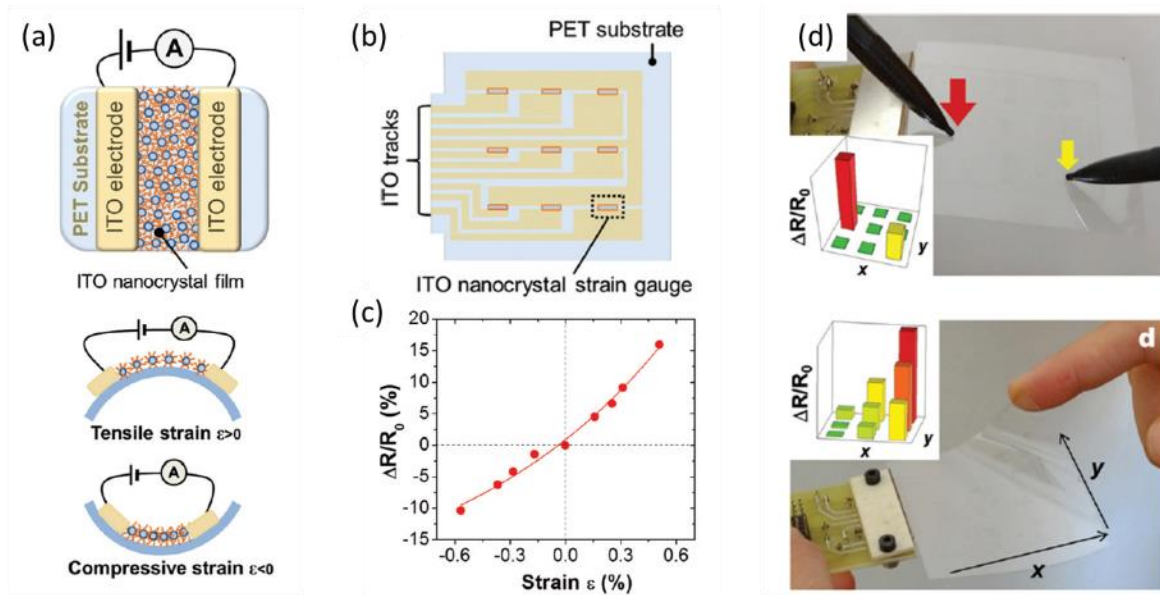 (a)
A
PET Substrate
ITO electrode
ITO electrode
ITO nanocrystal film
A
Tensile strain ε>0
A
Compressive strain ε<0
(b)
PET substrate
ITO tracks
ITO nanocrystal strain gauge
(c)
20
15
10
5
0
-5
-10
-15
ΔR/R₀ (%)
-0.6
-0.3
0.0
0.3
0.6
Strain ε (%)
(d)
ΔR/R₀
x
y
d
ΔR/R₀
x
y
y
x